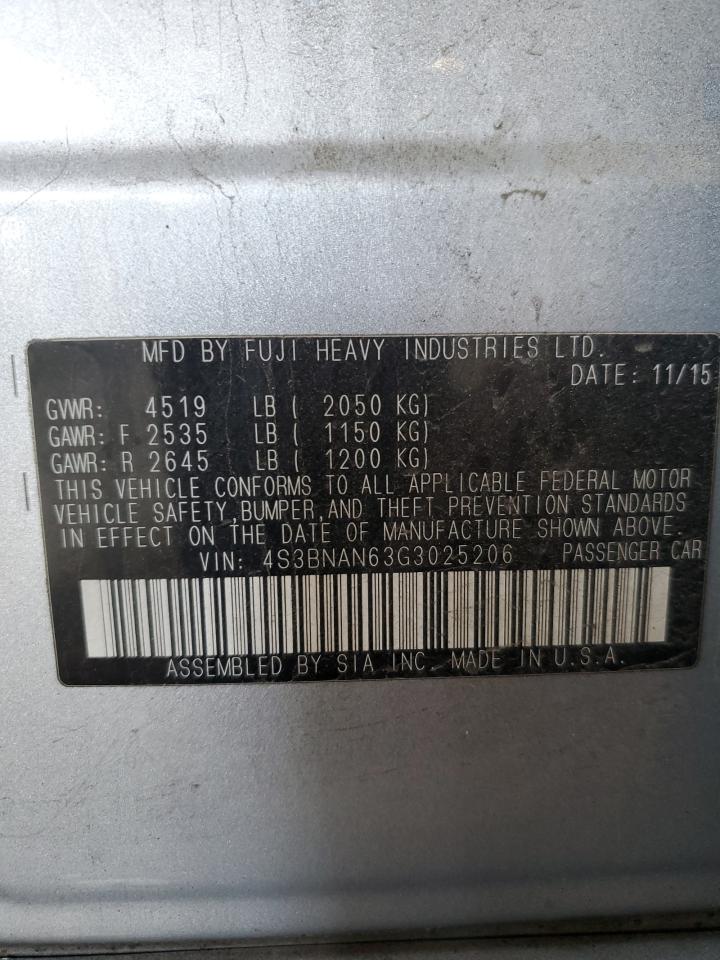 MFD BY FUJI HEAVY INDUSTRIES LTD.
DATE: 11/15
GVWR: 4519 LB ( 2050 KG)
GAWR: F 2535 LB ( 1150 KG)
GAWR: R 2645 LB ( 1200 KG)
THIS VEHICLE CONFORMS TO ALL APPLICABLE FEDERAL MOTOR
VEHICLE SAFETY, BUMPER, AND THEFT PREVENTION STANDARDS
IN EFFECT ON THE DATE OF MANUFACTURE SHOWN ABOVE.
VIN: 4S3BNAN63G3025206 PASSENGER CAR
ASSEMBLED BY SIA INC. MADE IN U.S.A.